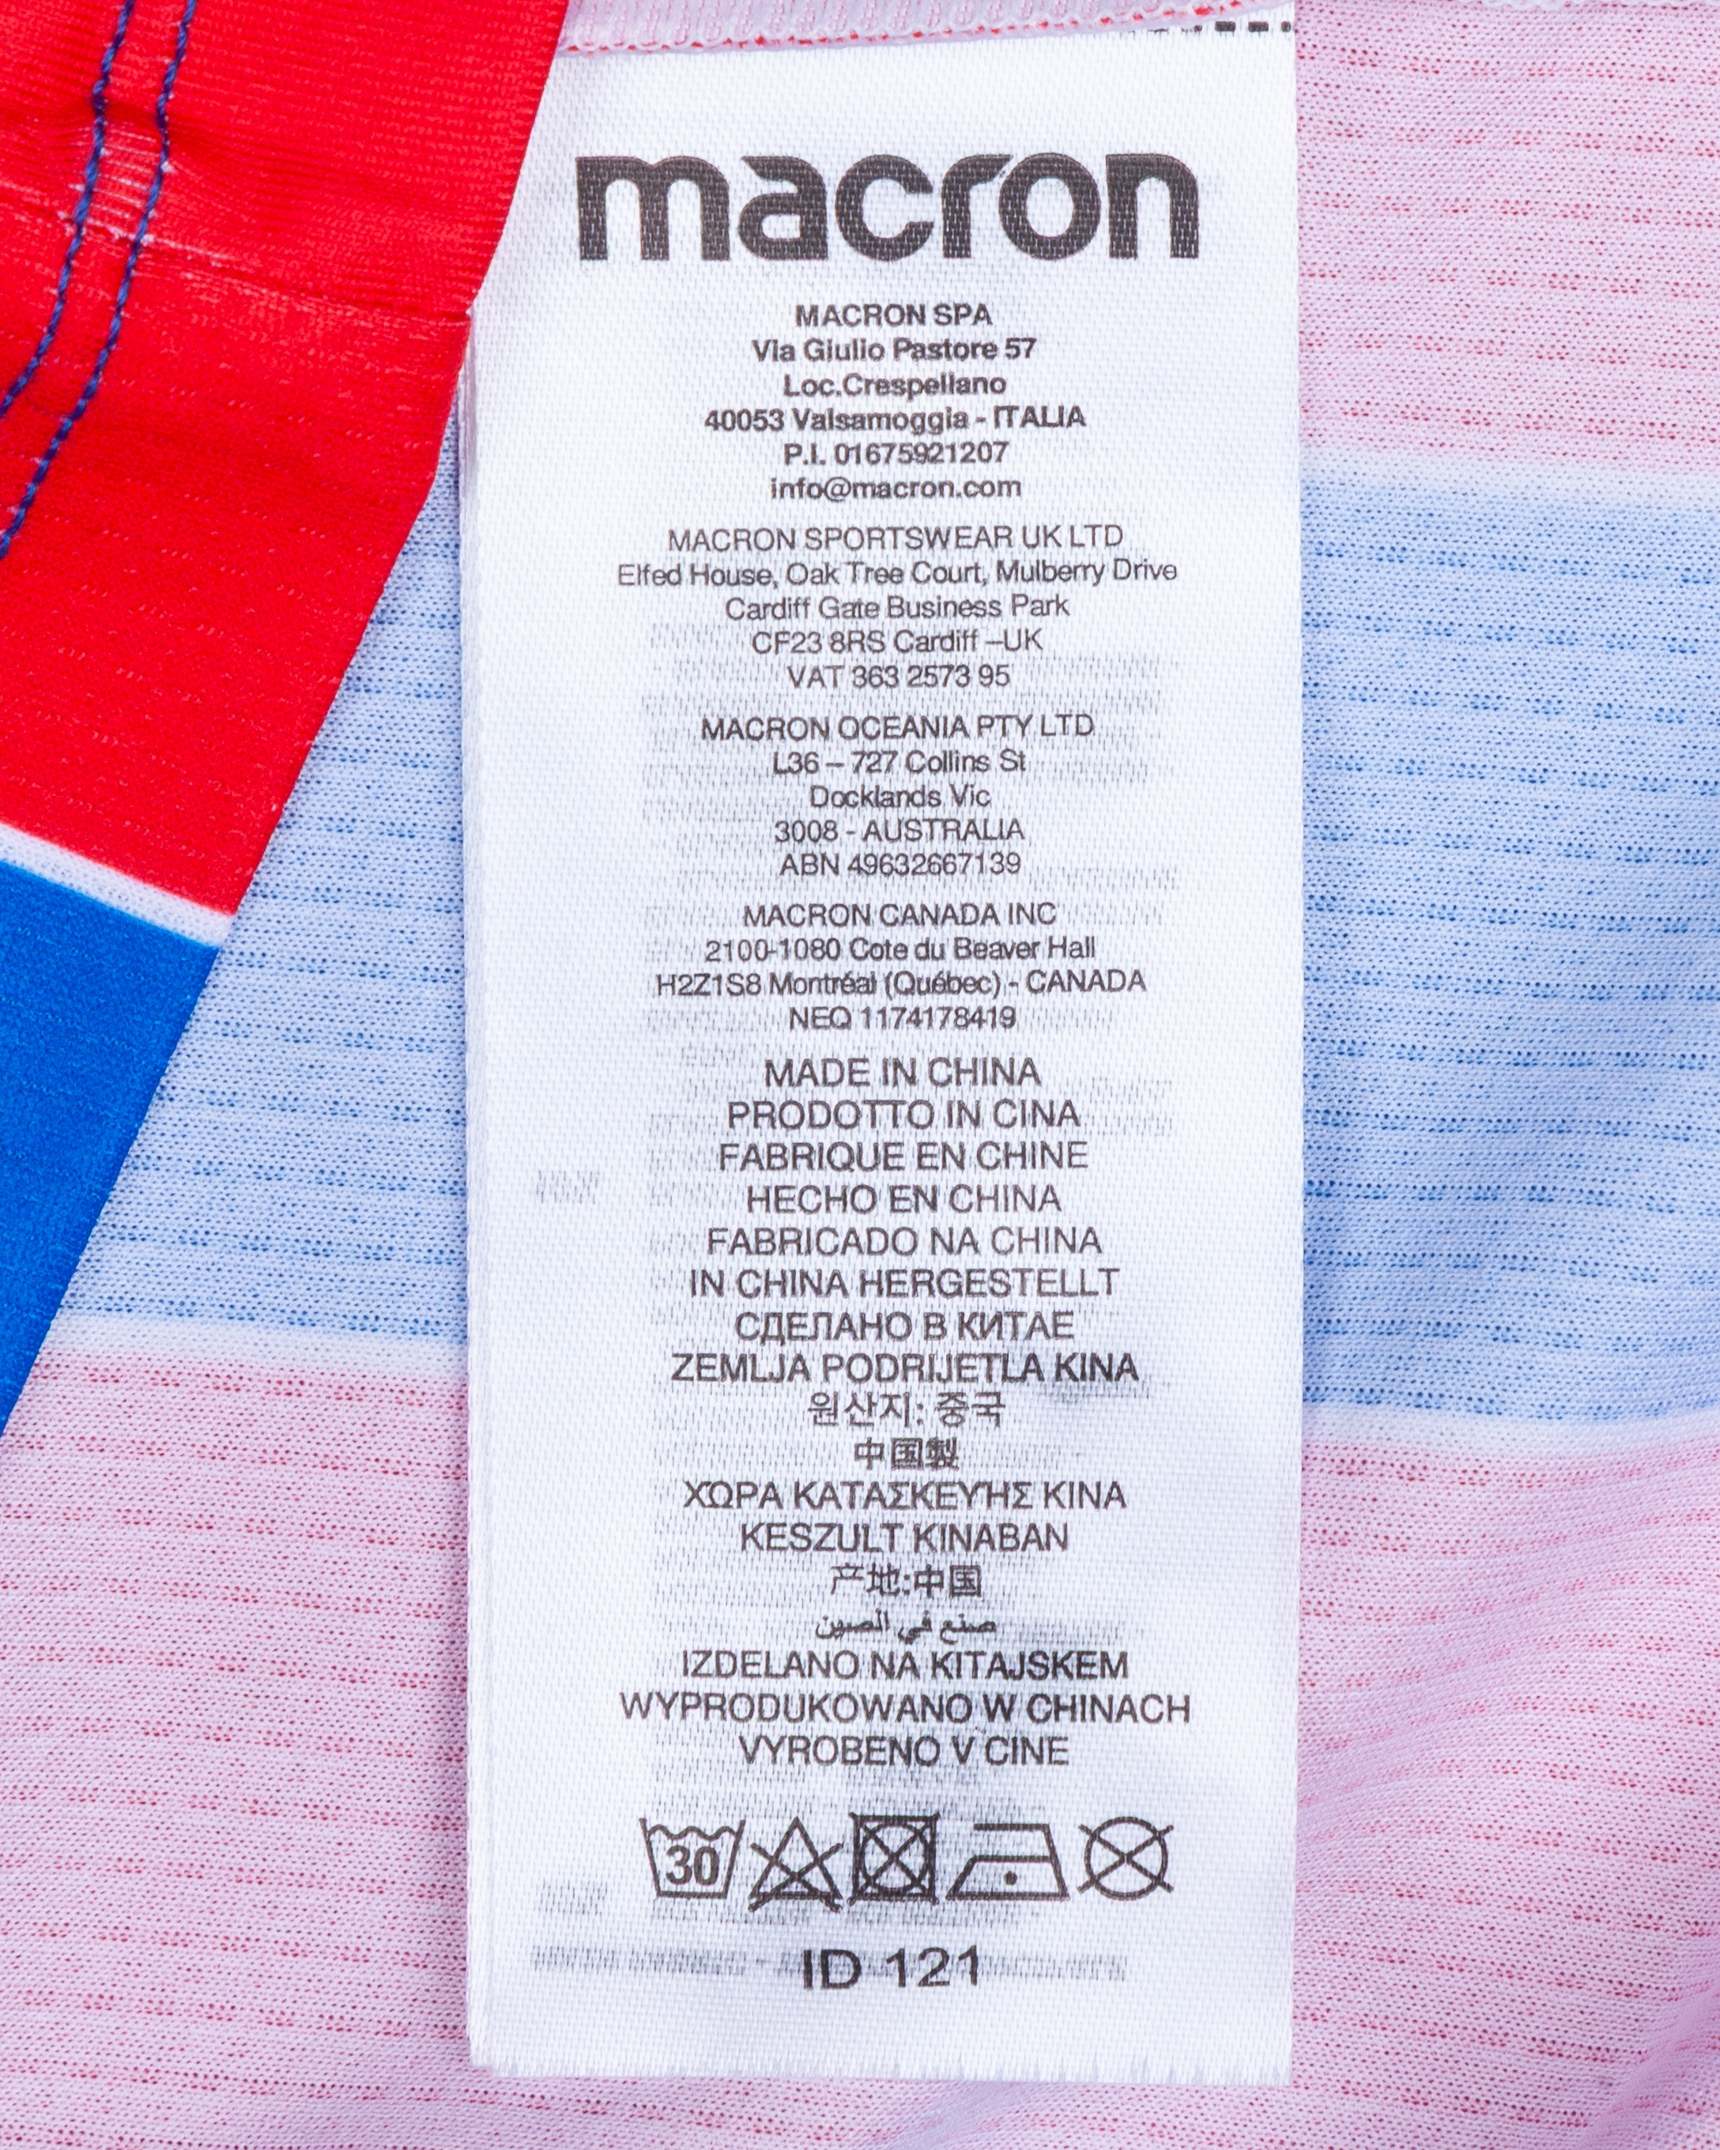 macron
MACRON SPA
Via Giulio Pastore 57
Loc.Crespellano
40053 Valsamoggia - ITALIA
P.I. 01675921207
info@macron.com
MACRON SPORTSWEAR UK LTD
Elfed House, Oak Tree Court, Mulberry Drive
Cardiff Gate Business Park
CF23 8RS Cardiff –UK
VAT 363 2573 95
MACRON OCEANIA PTY LTD
L36 – 727 Collins St
Docklands Vic
3008 - AUSTRALIA
ABN 49632667139
MACRON CANADA INC
2100-1080 Cote du Beaver Hall
H2Z1S8 Montréal (Québec) - CANADA
NEQ 1174178419
MADE IN CHINA
PRODOTTO IN CINA
FABRIQUE EN CHINE
HECHO EN CHINA
FABRICADO NA CHINA
IN CHINA HERGESTELLT
СДЕЛАНО В КИТАЕ
ZEMLJA PODRIJETLA KINA
원산지: 중국
中国製
ΧΩΡΑ ΚΑΤΑΣΚΕΥΉΣ ΚΙΝΑ
KESZULT KINABAN
产地:中国
صنع في الصين
IZDELANO NA KITAJSKEM
WYPRODUKOWANO W CHINACH
VYROBENO V CINE
30
ID 121